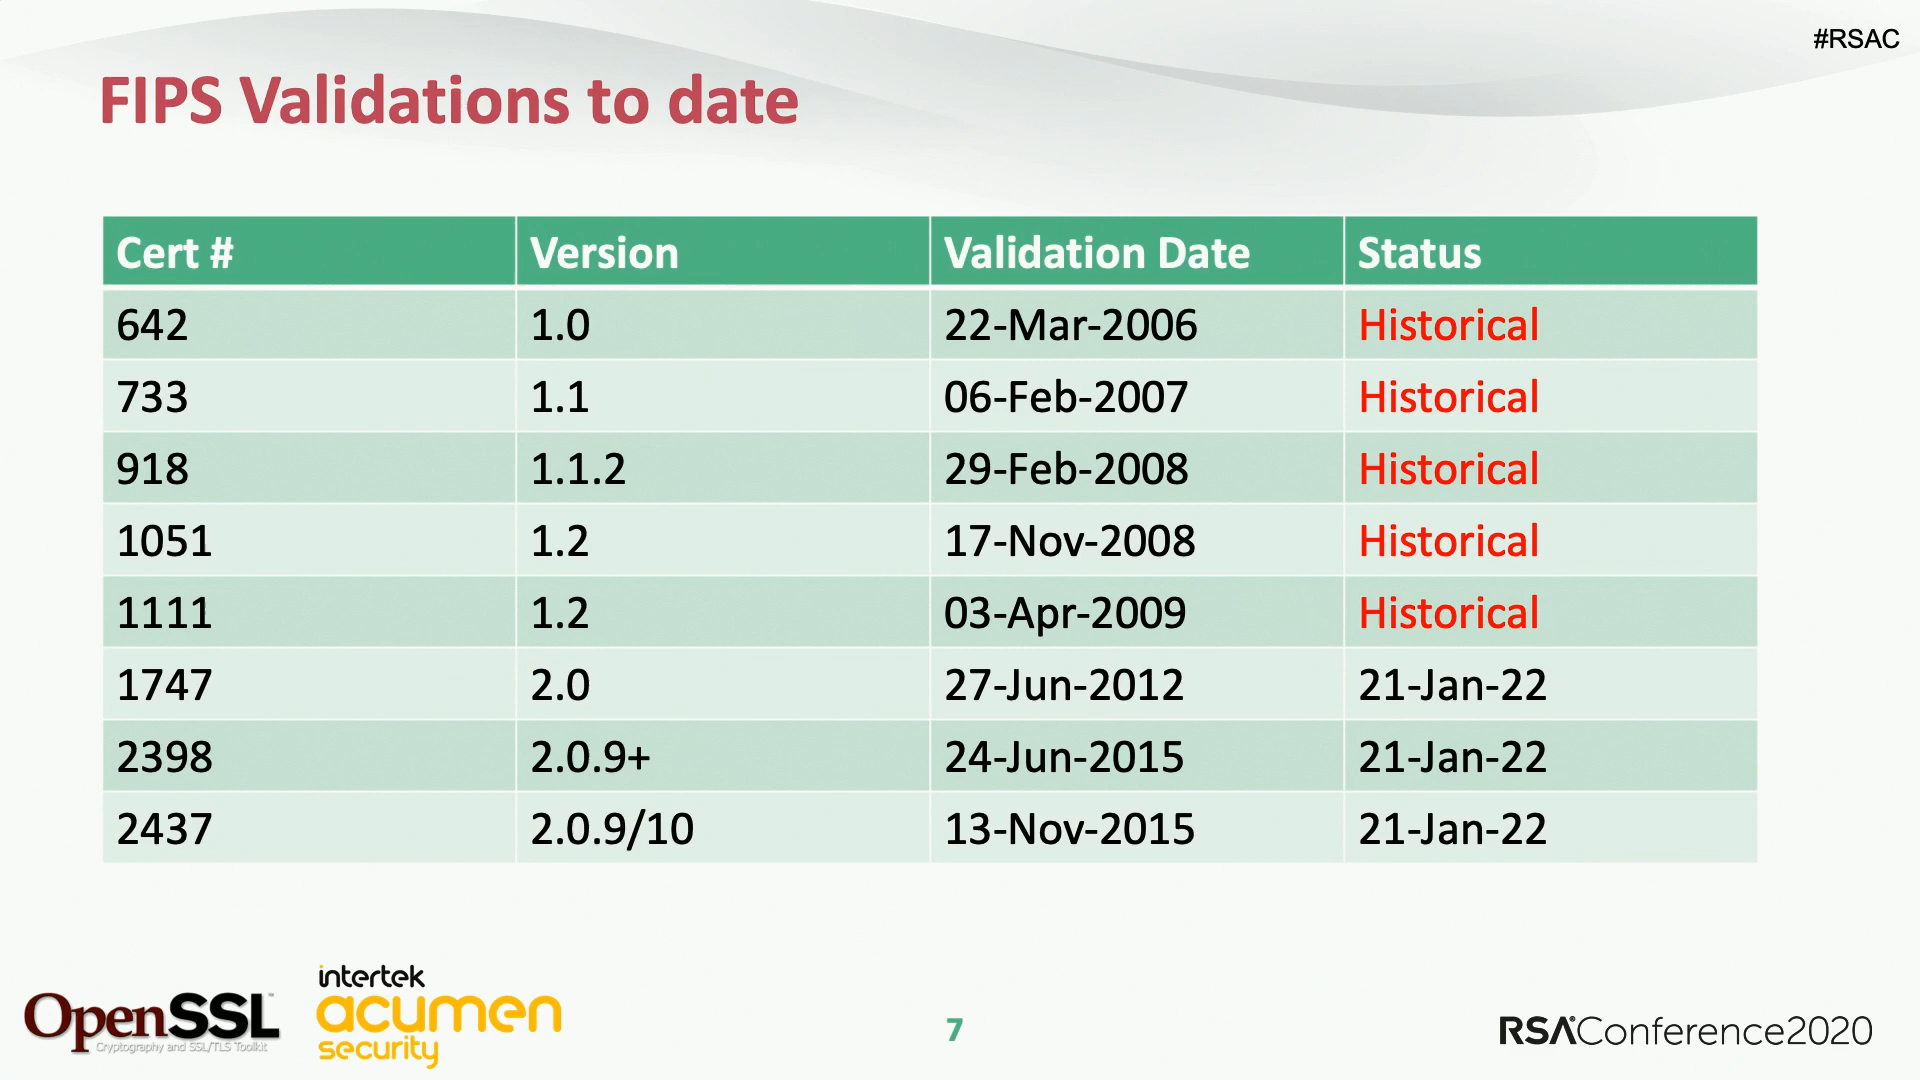 #RSAC
FIPS Validations to date
Cert # Version Validation Date Status
642 1.0 22-Mar-2006 Historical
733 1.1 06-Feb-2007 Historical
918 1.1.2 29-Feb-2008 Historical
1051 1.2 17-Nov-2008 Historical
1111 1.2 03-Apr-2009 Historical
1747 2.0 27-Jun-2012 21-Jan-22
2398 2.0.9+ 24-Jun-2015 21-Jan-22
2437 2.0.9/10 13-Nov-2015 21-Jan-22
OpenSSL™
Cryptography and SSL/TLS Toolkit
intertek
acumen
security
7
RSA®Conference2020